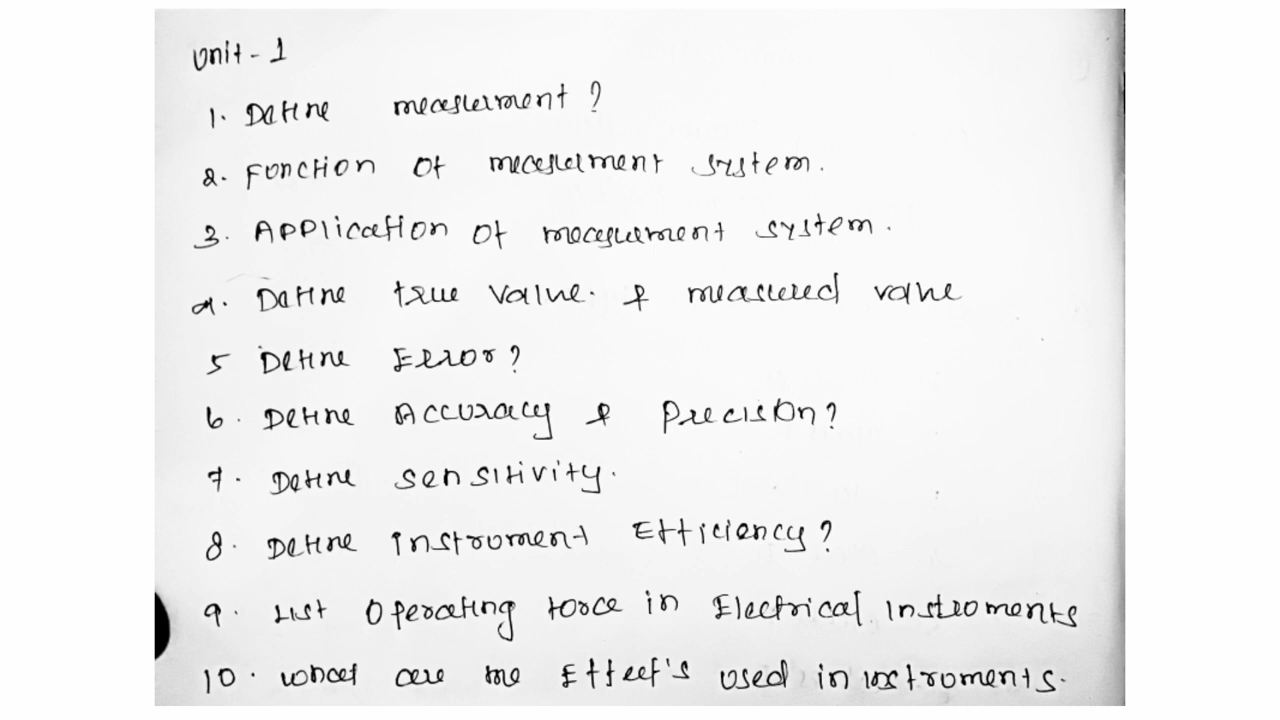 Unit - 1
1. Define measurement ?
2. Function of measurement system.
3. Application of measurement system.
4. Define true value. & measured value
5 Define Error?
6. Define Accuracy & Precision?
7. Define sensitivity.
8. Define instrument Efficiency?
9. List Operating force in Electrical instruments
10. what are the Effect's used in instruments.